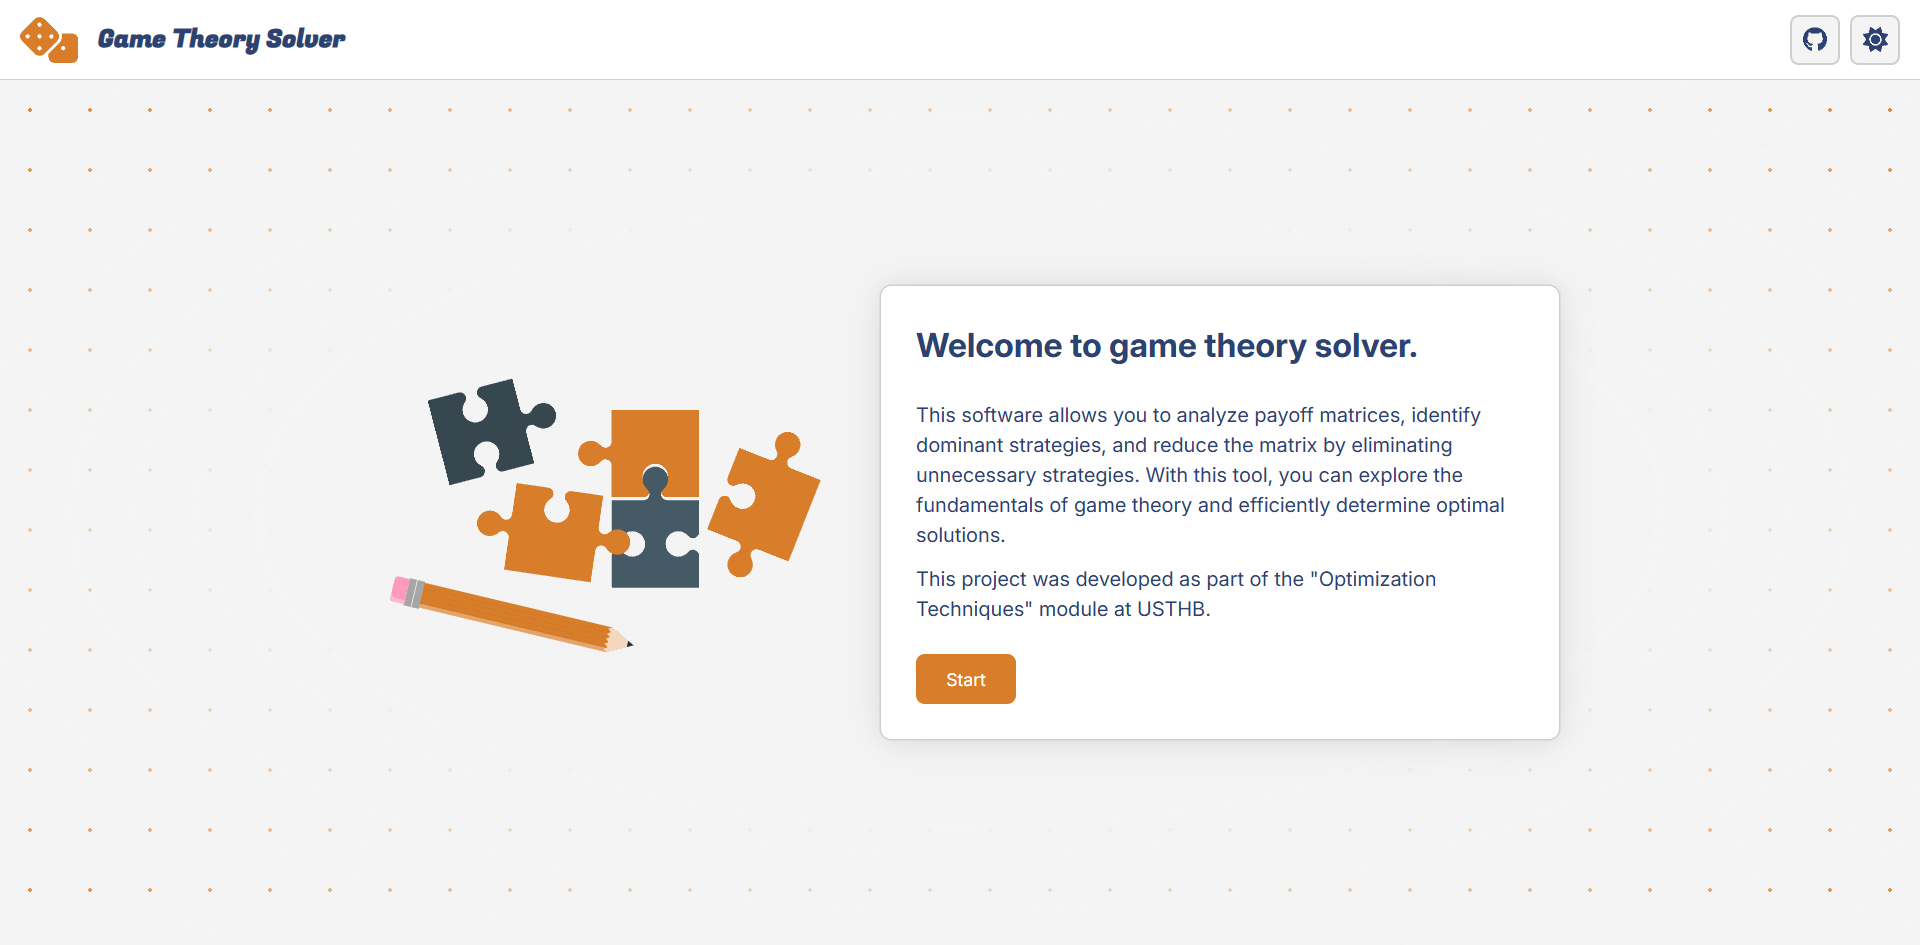 Game Theory Solver
Welcome to game theory solver.
This software allows you to analyze payoff matrices, identify
dominant strategies, and reduce the matrix by eliminating
unnecessary strategies. With this tool, you can explore the
fundamentals of game theory and efficiently determine optimal
solutions.
This project was developed as part of the "Optimization
Techniques" module at USTHB.
Start